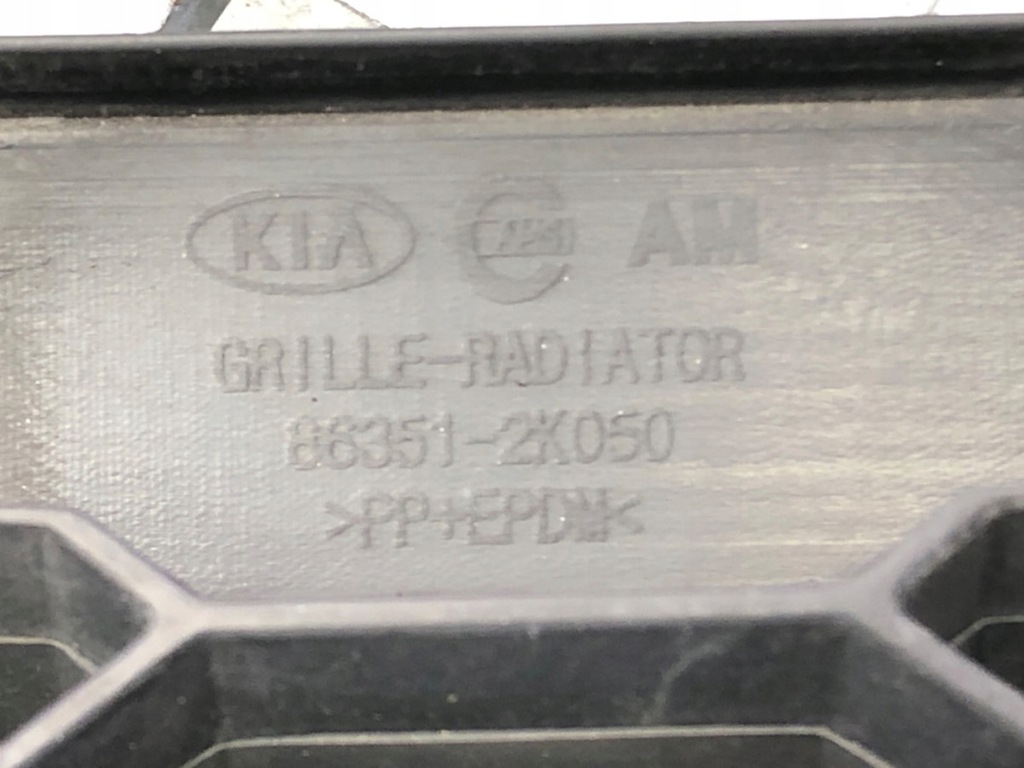 KIA AM
GRILLE-RADIATOR
86351-2K050
>PP+EPDM<